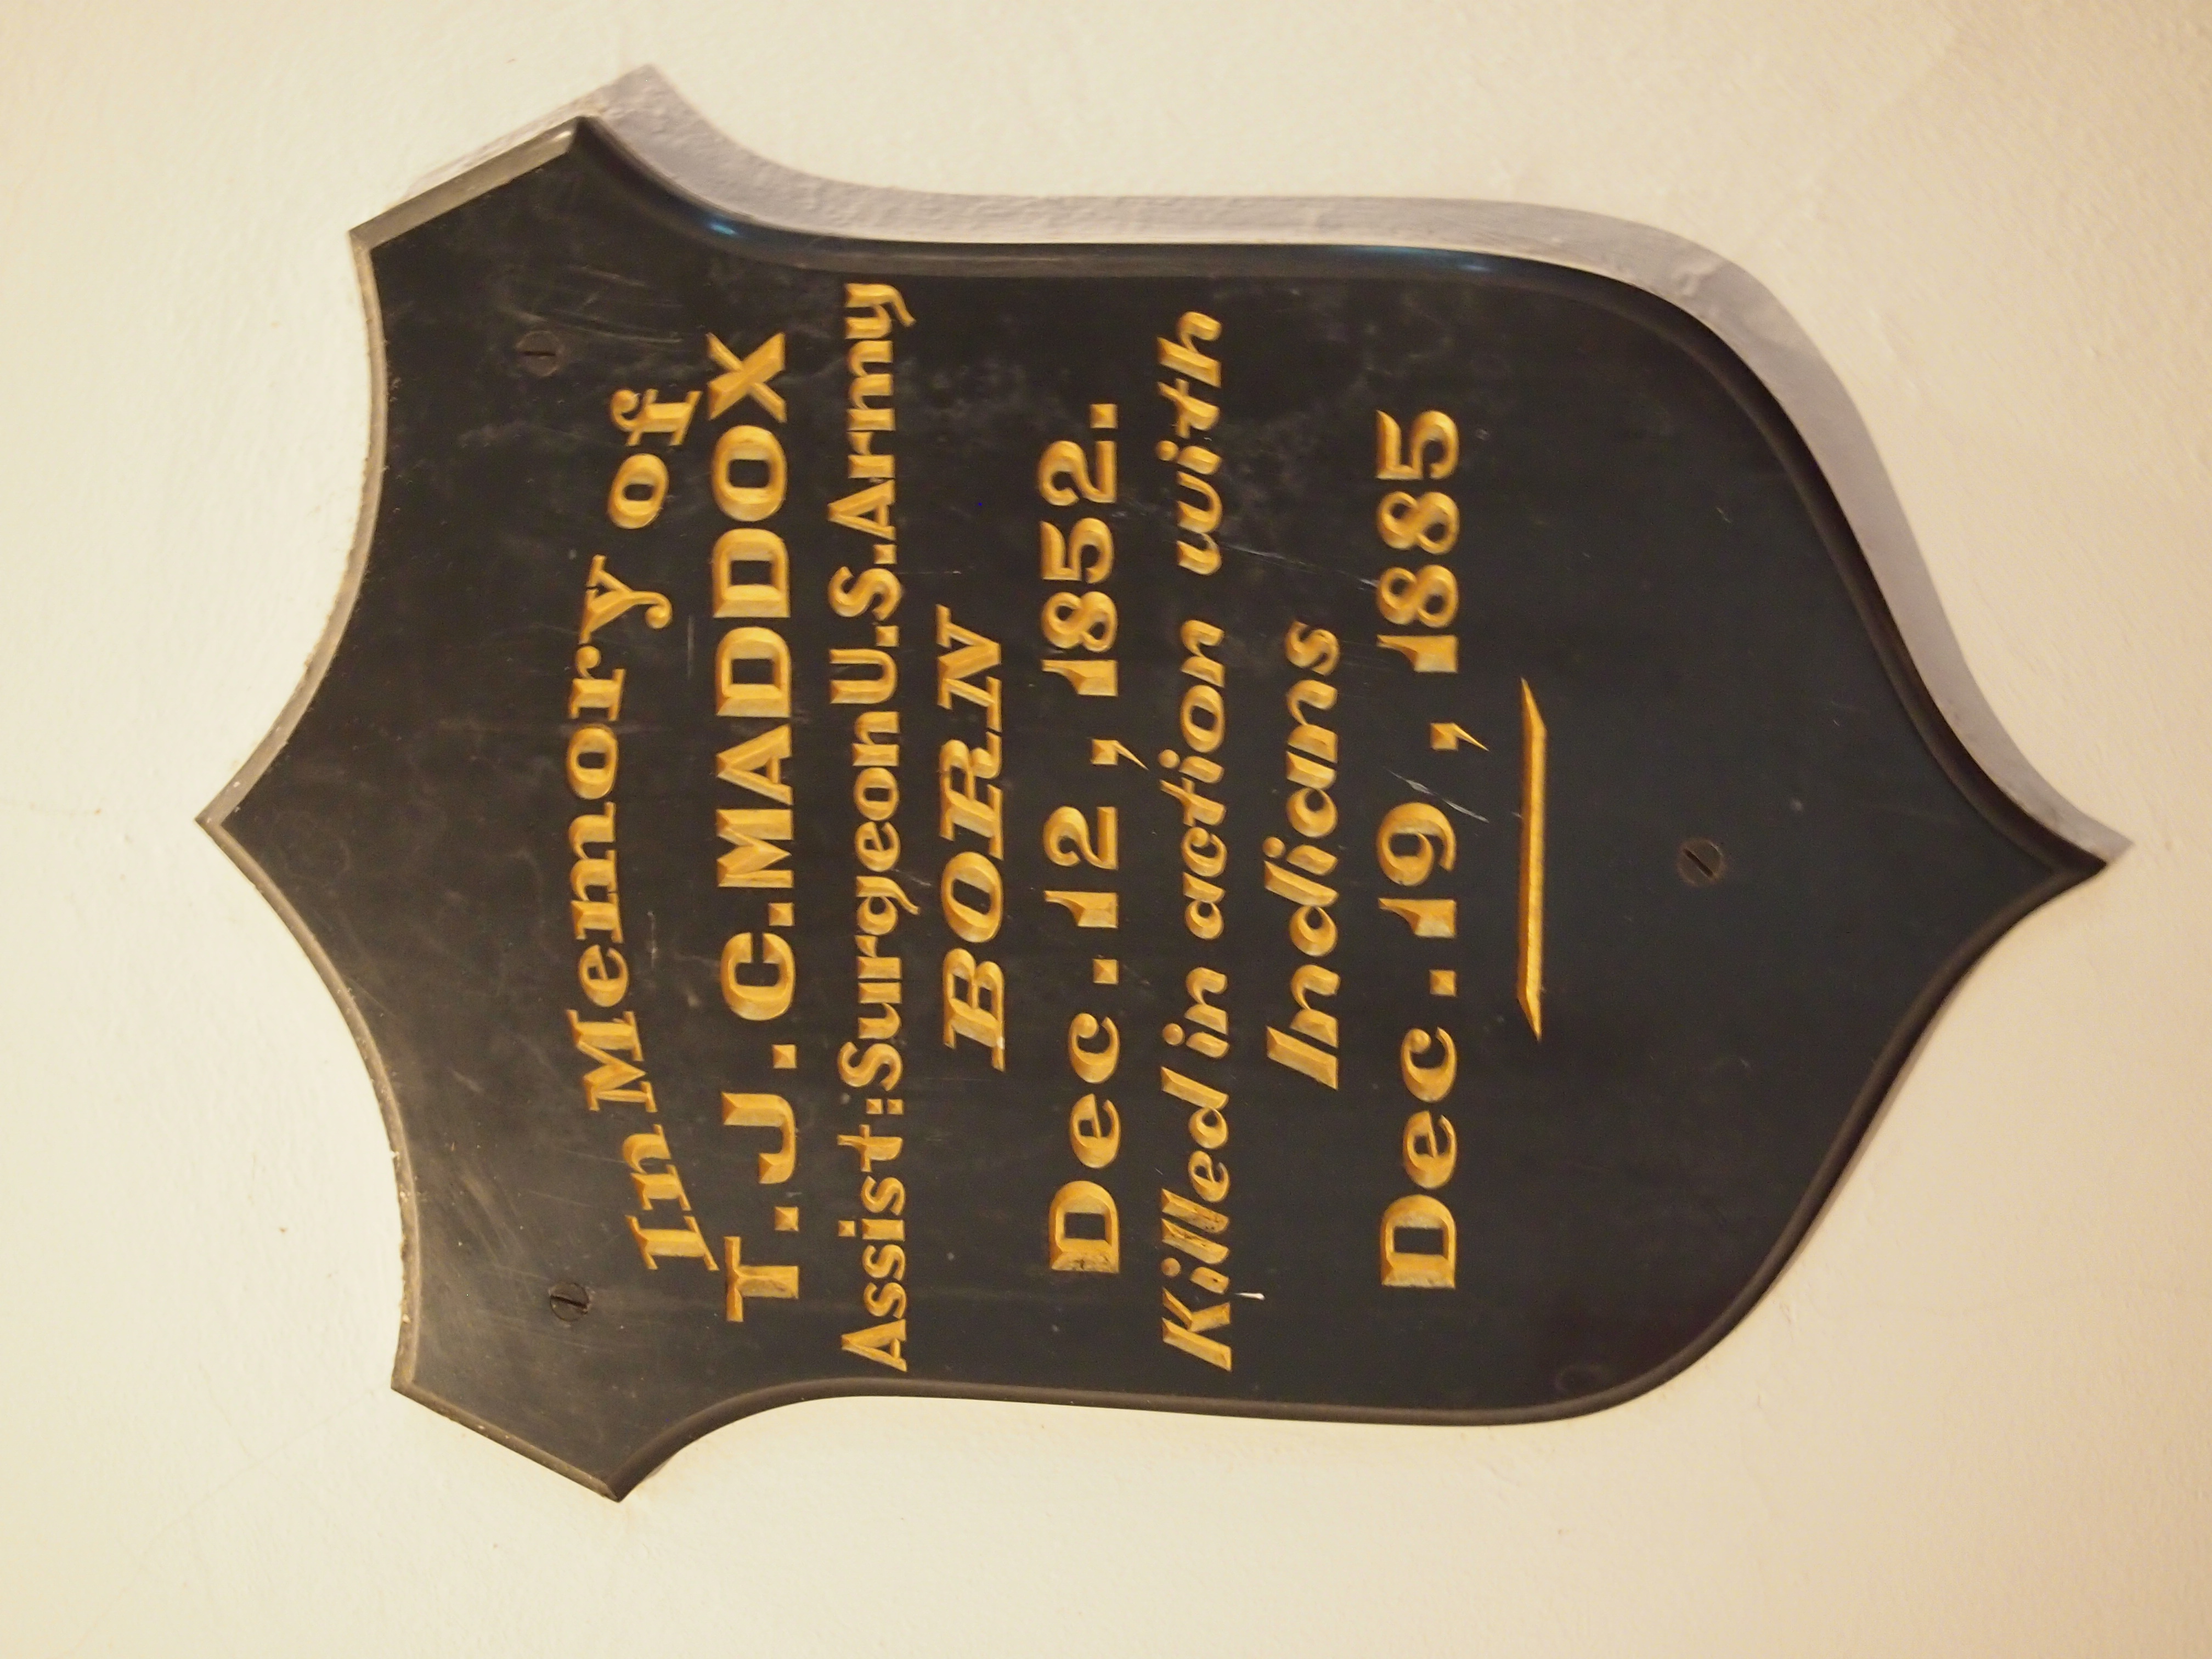 In Memory of
T.J.C.MADDOX
Assist:Surgeon U.S.Army
BORN
Dec. 12, 1852.
Killed in action with
Indians
Dec. 19, 1885